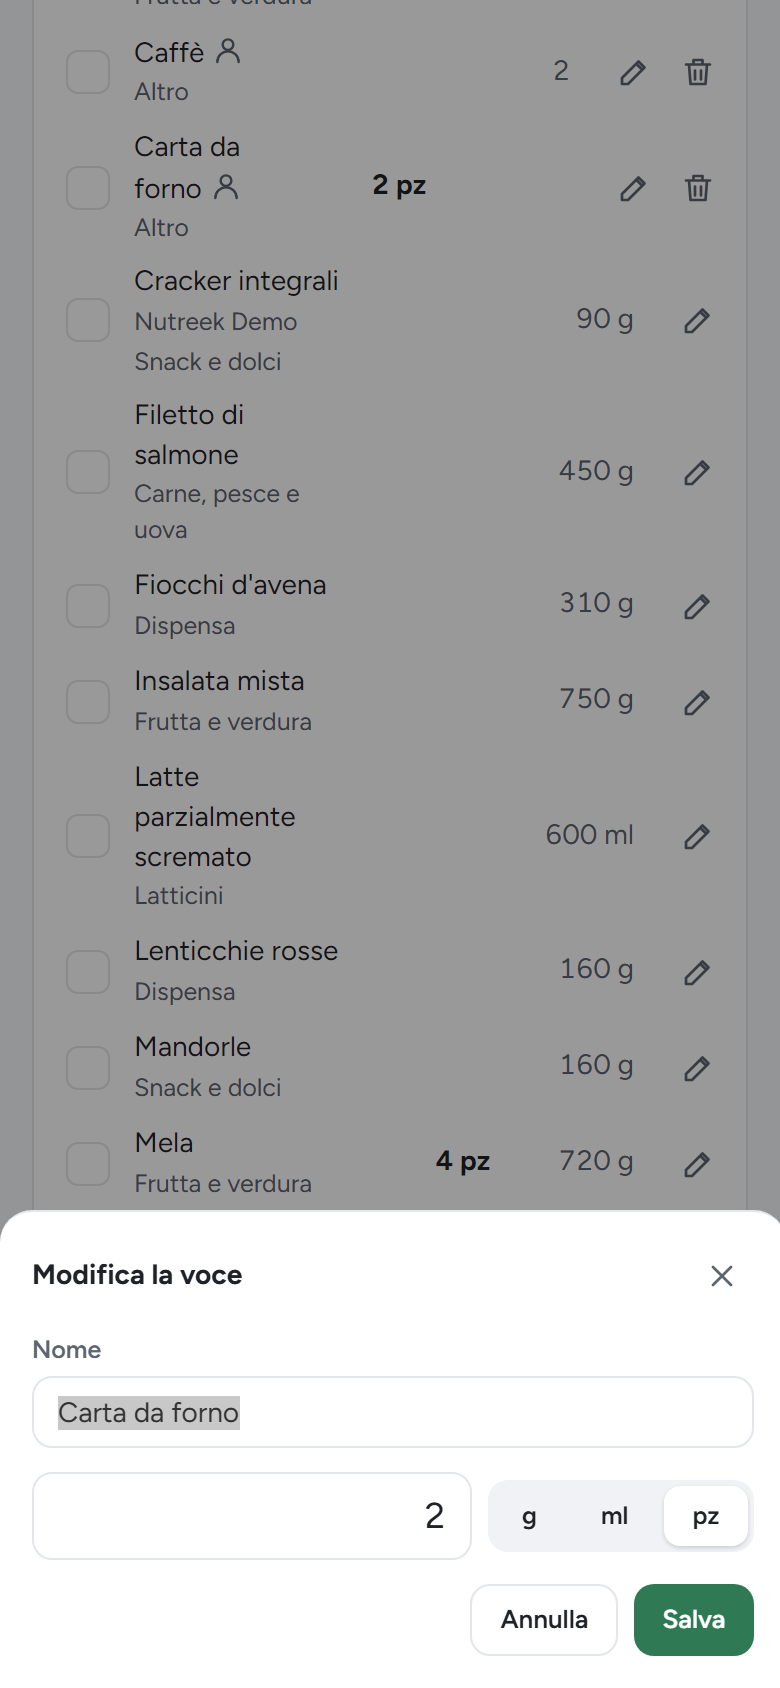 Frutta e verdura
Caffè
2
Altro
Carta da
forno
2 pz
Altro
Cracker integrali
Nutreek Demo
90 g
Snack e dolci
Filetto di
salmone
450 g
Carne, pesce e
uova
Fiocchi d'avena
310 g
Dispensa
Insalata mista
750 g
Frutta e verdura
Latte
parzialmente
600 ml
scremato
Latticini
Lenticchie rosse
160 g
Dispensa
Mandorle
160 g
Snack e dolci
Mela
4 pz 720 g
Frutta e verdura
Modifica la voce
Nome
Carta da forno
2 g ml pz
Annulla Salva